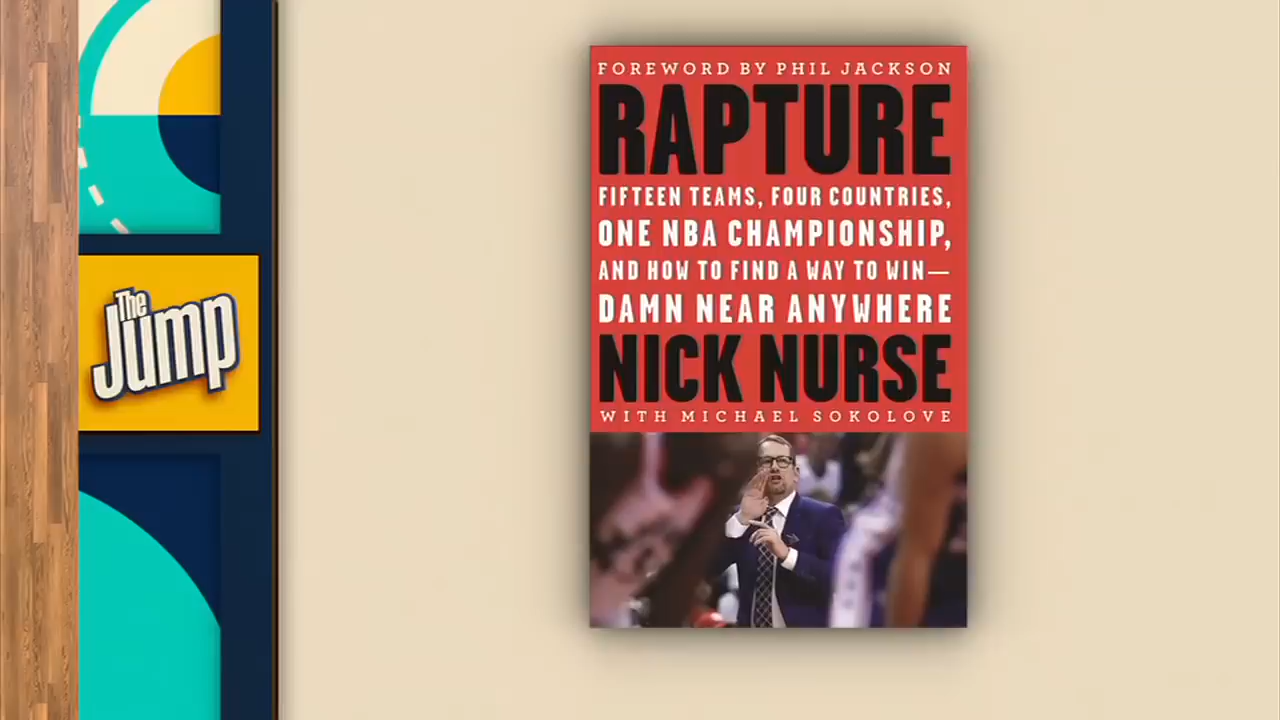 The
Jump
FOREWORD BY PHIL JACKSON
RAPTURE
FIFTEEN TEAMS, FOUR COUNTRIES,
ONE NBA CHAMPIONSHIP,
AND HOW TO FIND A WAY TO WIN—
DAMN NEAR ANYWHERE
NICK NURSE
WITH MICHAEL SOKOLOVE